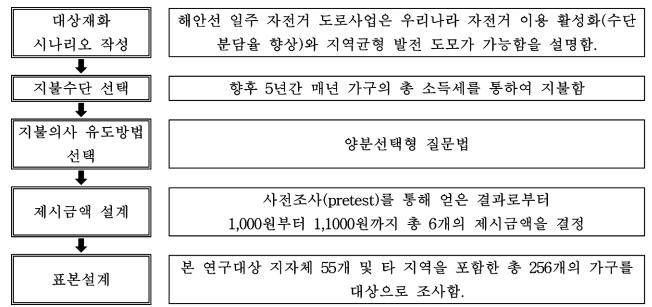 대상재화
시나리오 작성
해안선 일주 자전거 도로사업은 우리나라 자전거 이용 활성화(수단
분담율 향상)와 지역균형 발전 도모가 가능함을 설명함.
지불수단 선택
향후 5년간 매년 가구의 총 소득세를 통하여 지불함
지불의사 유도방법
선택
양분선택형 질문법
제시금액 설계
사전조사(pretest)를 통해 얻은 결과로부터
1,000원부터 1,1000원까지 총 6개의 제시금액을 결정
표본설계
본 연구대상 지자체 55개 및 타 지역을 포함한 총 256개의 가구를
대상으로 조사함.